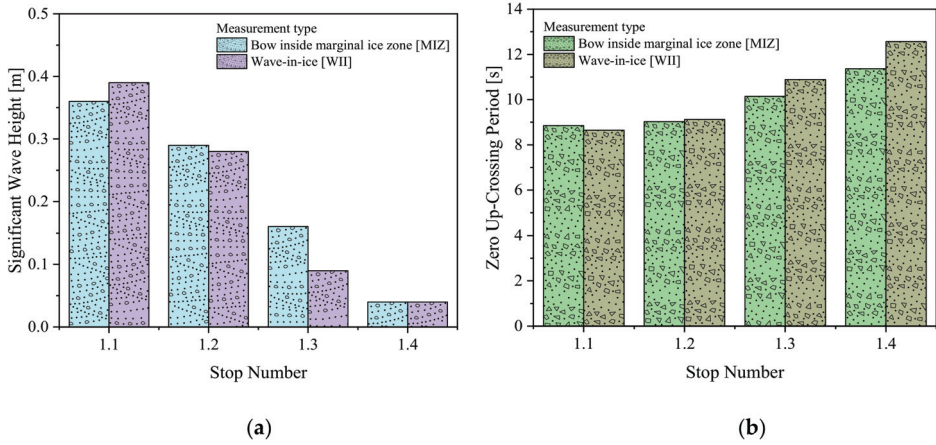 Measurement type
Bow inside marginal ice zone [MIZ]
Wave-in-ice [WII]
Significant Wave Height [m]
0.5
0.4
0.3
0.2
0.1
0.0
1.1 1.2 1.3 1.4
Stop Number
(a)
Measurement type
Bow inside marginal ice zone [MIZ]
Wave-in-ice [WII]
Zero Up-Crossing Period [s]
14
12
10
8
6
4
2
0
1.1 1.2 1.3 1.4
Stop Number
(b)